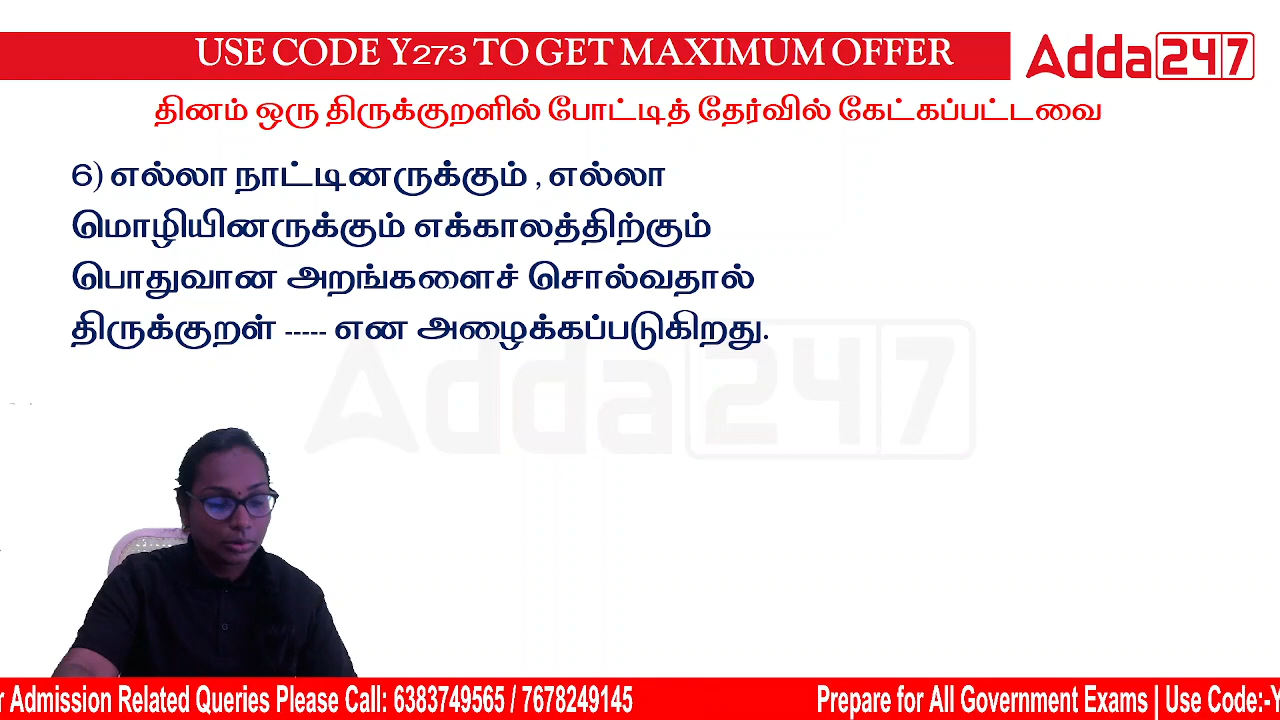 USE CODE Y273 TO GET MAXIMUM OFFER
Adda247
தினம் ஒரு திருக்குறளில் போட்டித் தேர்வில் கேட்கப்பட்டவை
6) எல்லா நாட்டினருக்கும் , எல்லா
மொழியினருக்கும் எக்காலத்திற்கும்
பொதுவான அறங்களைச் சொல்வதால்
திருக்குறள் ----- என அழைக்கப்படுகிறது.
Adda247
r Admission Related Queries Please Call: 6383749565 / 7678249145
Prepare for All Government Exams | Use Code:-Y